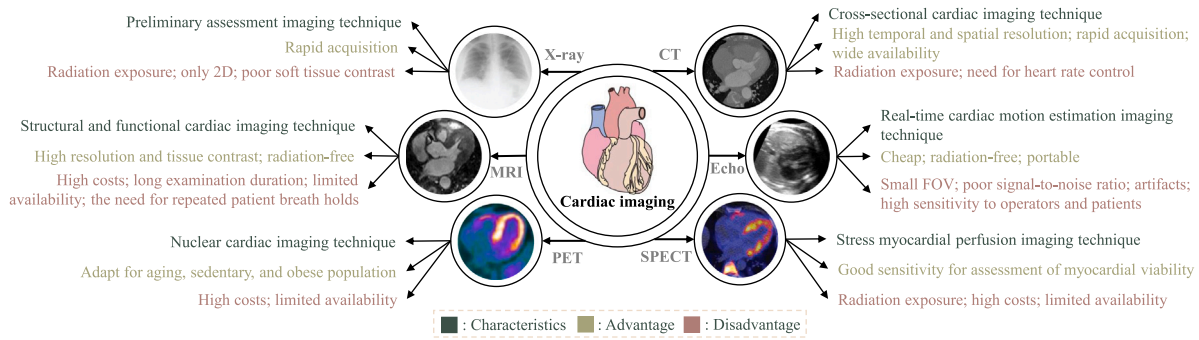 Preliminary assessment imaging technique
Rapid acquisition
Radiation exposure; only 2D; poor soft tissue contrast
X-ray
CT
Cross-sectional cardiac imaging technique
High temporal and spatial resolution; rapid acquisition;
wide availability
Radiation exposure; need for heart rate control
Structural and functional cardiac imaging technique
High resolution and tissue contrast; radiation-free
High costs; long examination duration; limited
availability; the need for repeated patient breath holds
MRI
Cardiac imaging
Echo
Real-time cardiac motion estimation imaging
technique
Cheap; radiation-free; portable
Small FOV; poor signal-to-noise ratio; artifacts;
high sensitivity to operators and patients
Nuclear cardiac imaging technique
Adapt for aging, sedentary, and obese population
High costs; limited availability
PET
SPECT
Stress myocardial perfusion imaging technique
Good sensitivity for assessment of myocardial viability
Radiation exposure; high costs; limited availability
: Characteristics : Advantage : Disadvantage